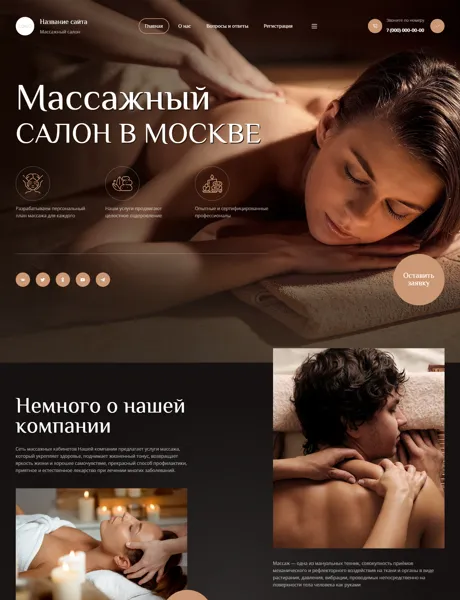 Название сайта
Массажный салон
Главная
О нас
Вопросы и ответы
Регистрация
Звоните по номеру
7 (000) 000-00-00
Массажный
САЛОН В МОСКВЕ
Разрабатываем персональный
план массажа для каждого
Наши услуги продвигают
целостное оздоровление
Опытные и сертифицированные
профессионалы
Оставить
заявку
Немного о нашей
компании
Сеть массажных кабинетов Нашей компании предлагает услуги массажа,
который укрепляет здоровье, поднимает жизненный тонус, возвращает
яркость жизни и хорошее самочувствие, прекрасный способ профилактики,
приятное и естественное лекарство при лечении многих заболеваний.
Массаж — одна из мануальных техник, совокупность приёмов
механического и рефлекторного воздействия на ткани и органы в виде
растирания, давления, вибрации, проводимых непосредственно на
поверхности тела человека как руками